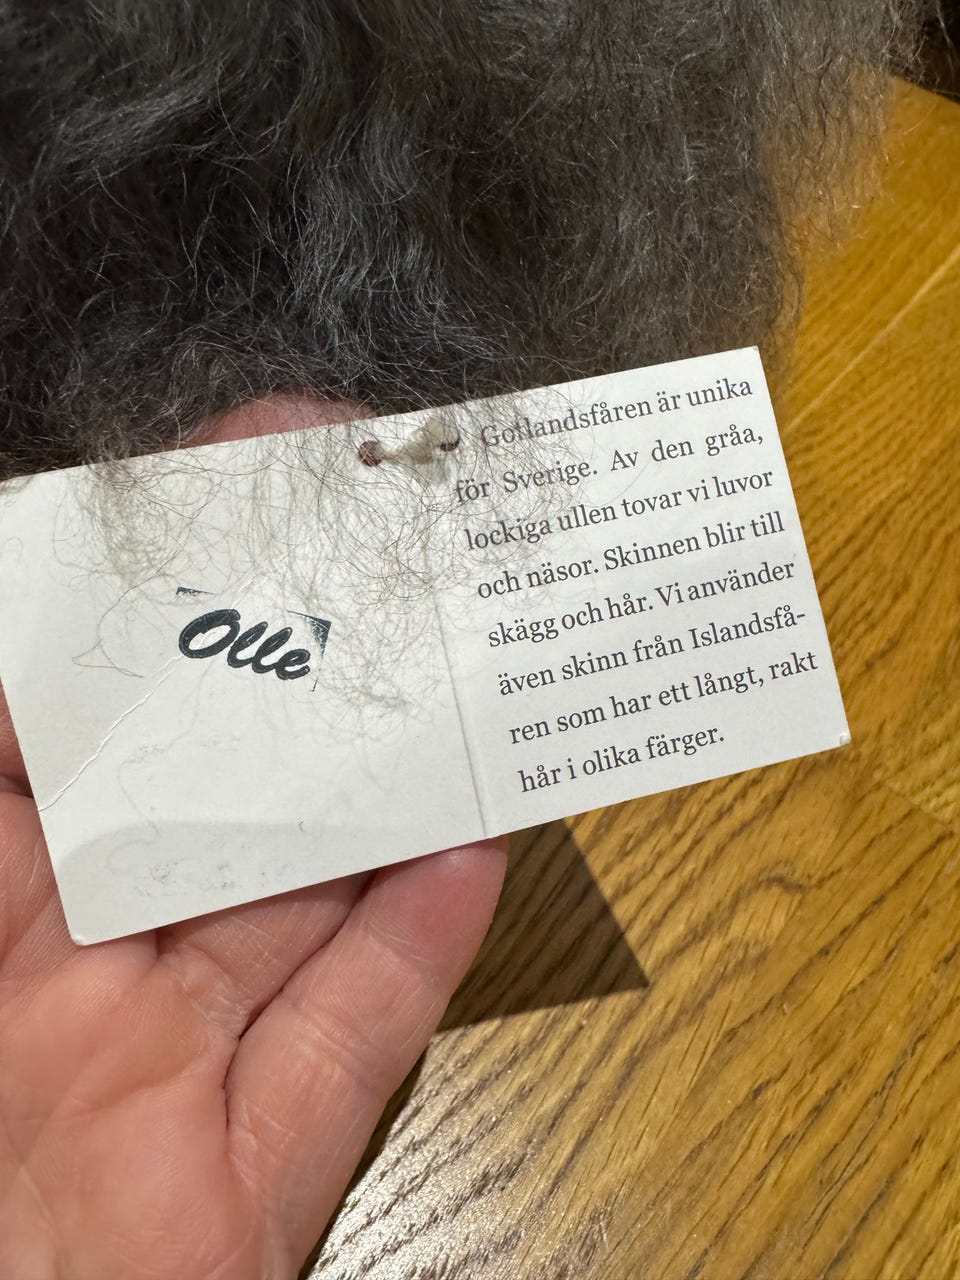 Olle
Gotlandsfåren är unika
för Sverige. Av den gråa,
lockiga ullen tovar vi luvor
och näsor. Skinnen blir till
skägg och hår. Vi använder
även skinn från Islandsfå-
ren som har ett långt, rakt
hår i olika färger.